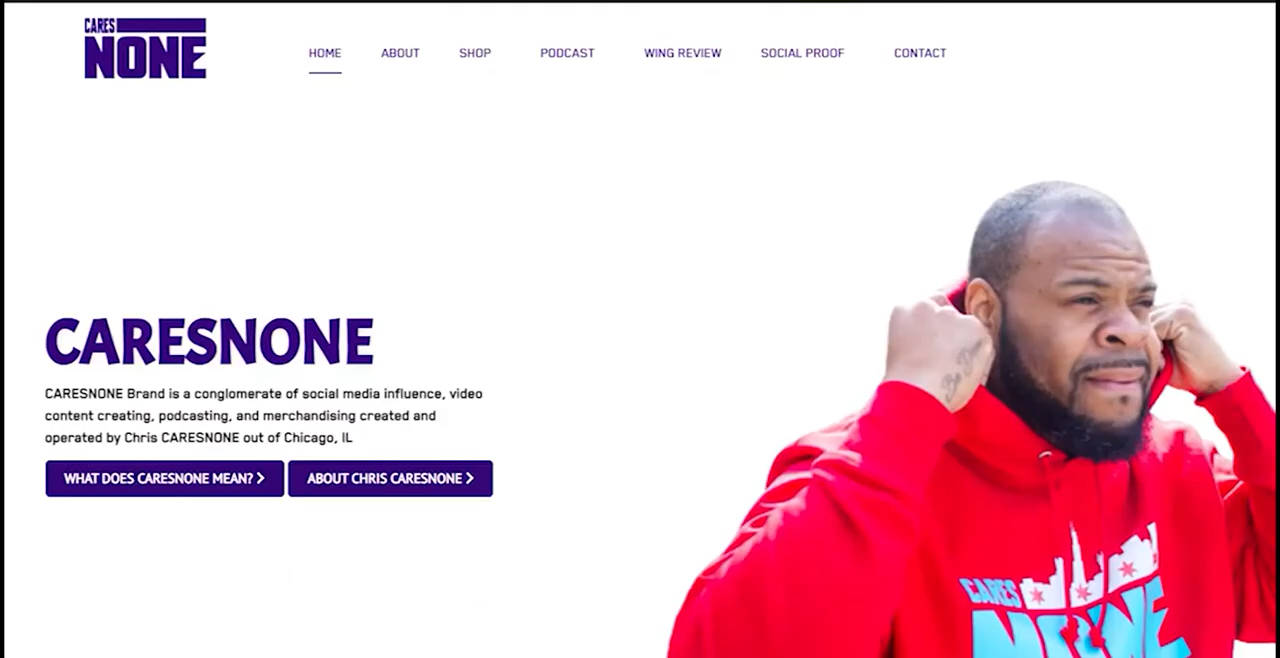 CARES
NONE
HOME ABOUT SHOP PODCAST WING REVIEW SOCIAL PROOF CONTACT
CARESNONE
CARESNONE Brand is a conglomerate of social media influence, video
content creating, podcasting, and merchandising created and
operated by Chris CARESNONE out of Chicago, IL
WHAT DOES CARESNONE MEAN? ABOUT CHRIS CARESNONE
CARES
NONE